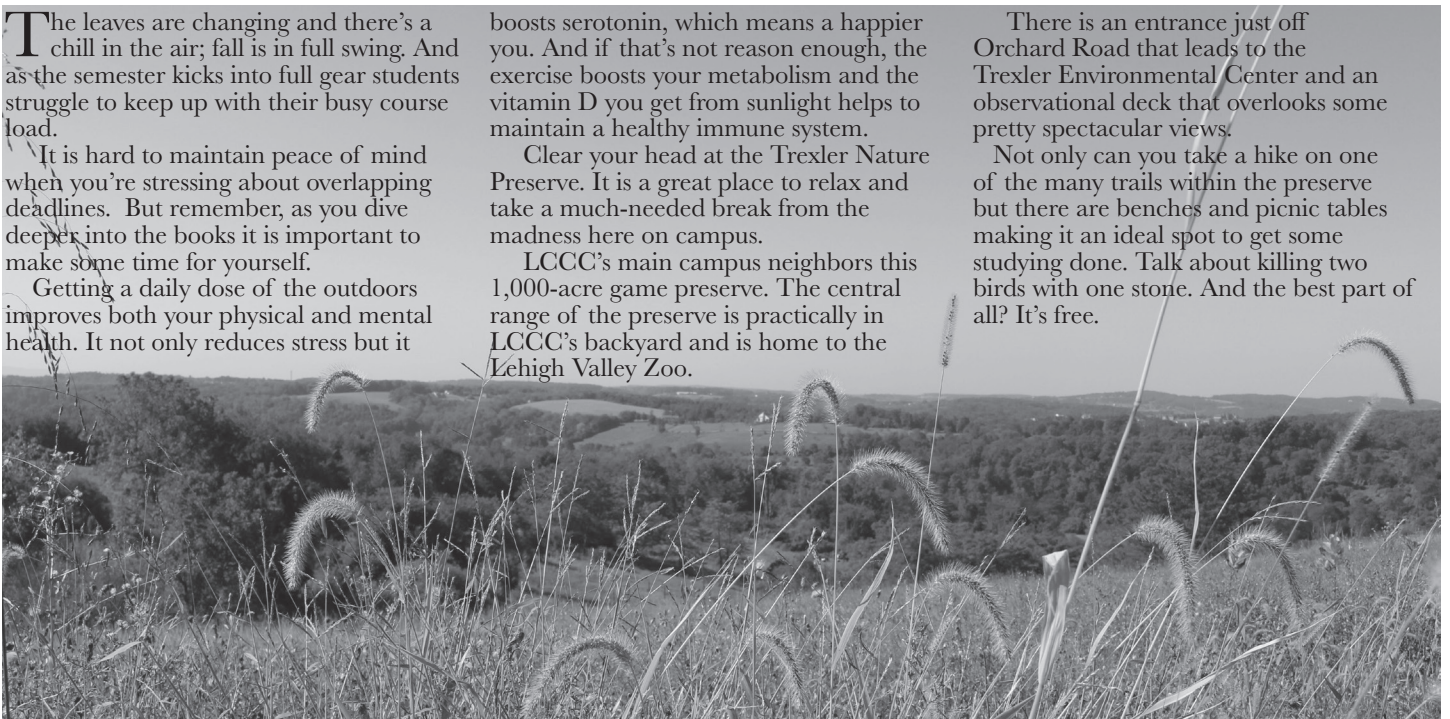 The leaves are changing and there's a
chill in the air; fall is in full swing. And
as the semester kicks into full gear students
struggle to keep up with their busy course
load.
It is hard to maintain peace of mind
when you're stressing about overlapping
deadlines.  But remember, as you dive
deeper into the books it is important to
make some time for yourself.
Getting a daily dose of the outdoors
improves both your physical and mental
health. It not only reduces stress but it
boosts serotonin, which means a happier
you. And if that's not reason enough, the
exercise boosts your metabolism and the
vitamin D you get from sunlight helps to
maintain a healthy immune system.
Clear your head at the Trexler Nature
Preserve. It is a great place to relax and
take a much-needed break from the
madness here on campus.
LCCC's main campus neighbors this
1,000-acre game preserve. The central
range of the preserve is practically in
LCCC's backyard and is home to the
Lehigh Valley Zoo.
There is an entrance just off
Orchard Road that leads to the
Trexler Environmental Center and an
observational deck that overlooks some
pretty spectacular views.
Not only can you take a hike on one
of the many trails within the preserve
but there are benches and picnic tables
making it an ideal spot to get some
studying done. Talk about killing two
birds with one stone. And the best part of
all? It's free.